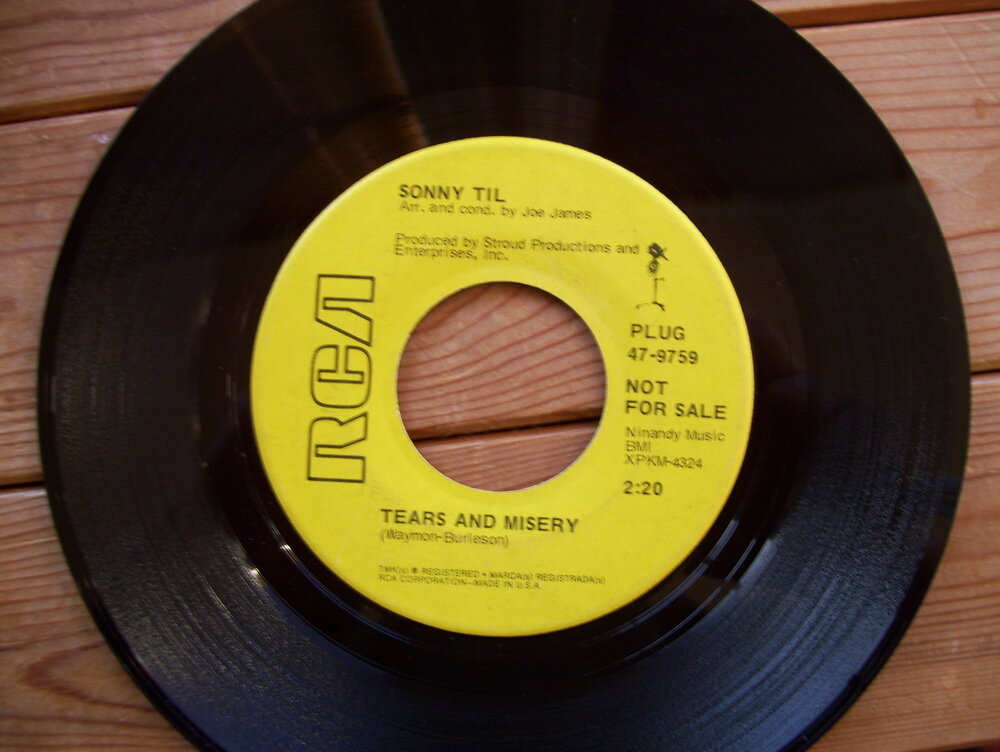 SONNY TIL
Arr. and cond. by Joe James
Produced by Stroud Productions and
Enterprises, Inc.
RCA
PLUG
47-9759
NOT
FOR SALE
Ninandy Music
BMI
XPKM-4324
2:20
TEARS AND MISERY
(Waymon-Burleson)
TMK(s) ® REGISTERED • MARCA(s) REGISTRADA(s)
RCA CORPORATION—MADE IN U.S.A.